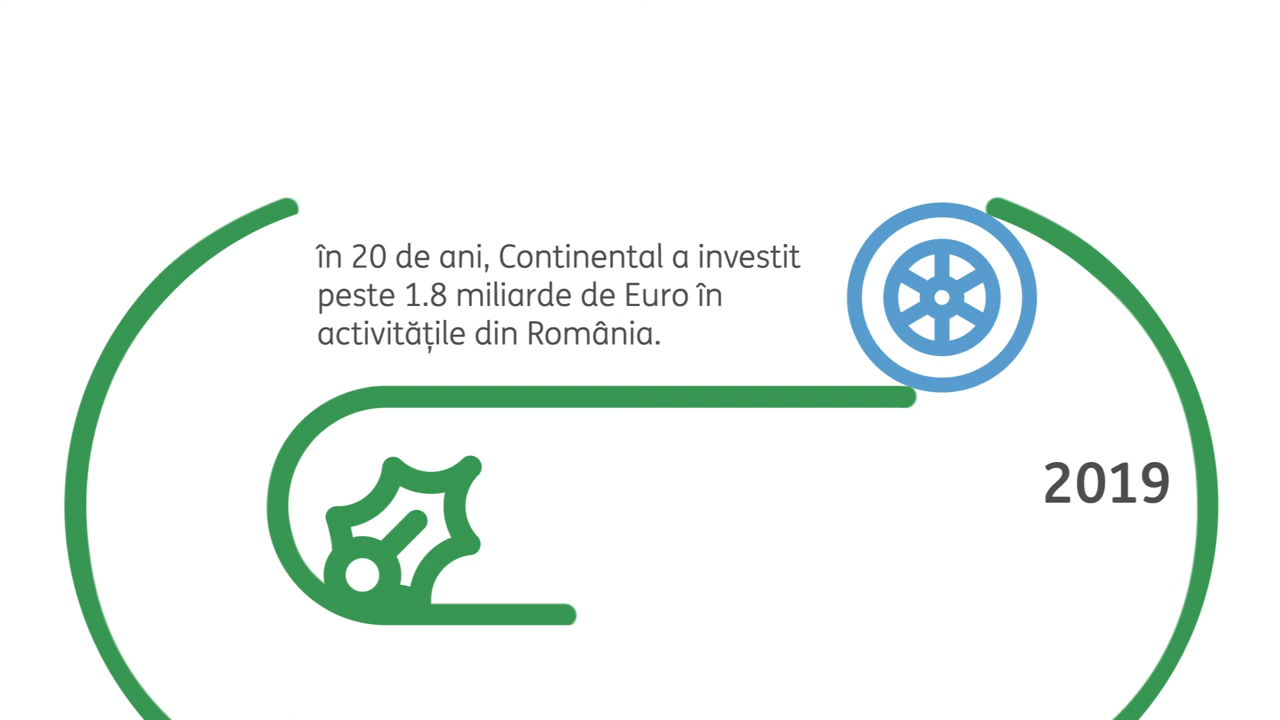 în 20 de ani, Continental a investit
peste 1.8 miliarde de Euro în
activitățile din România.
2019